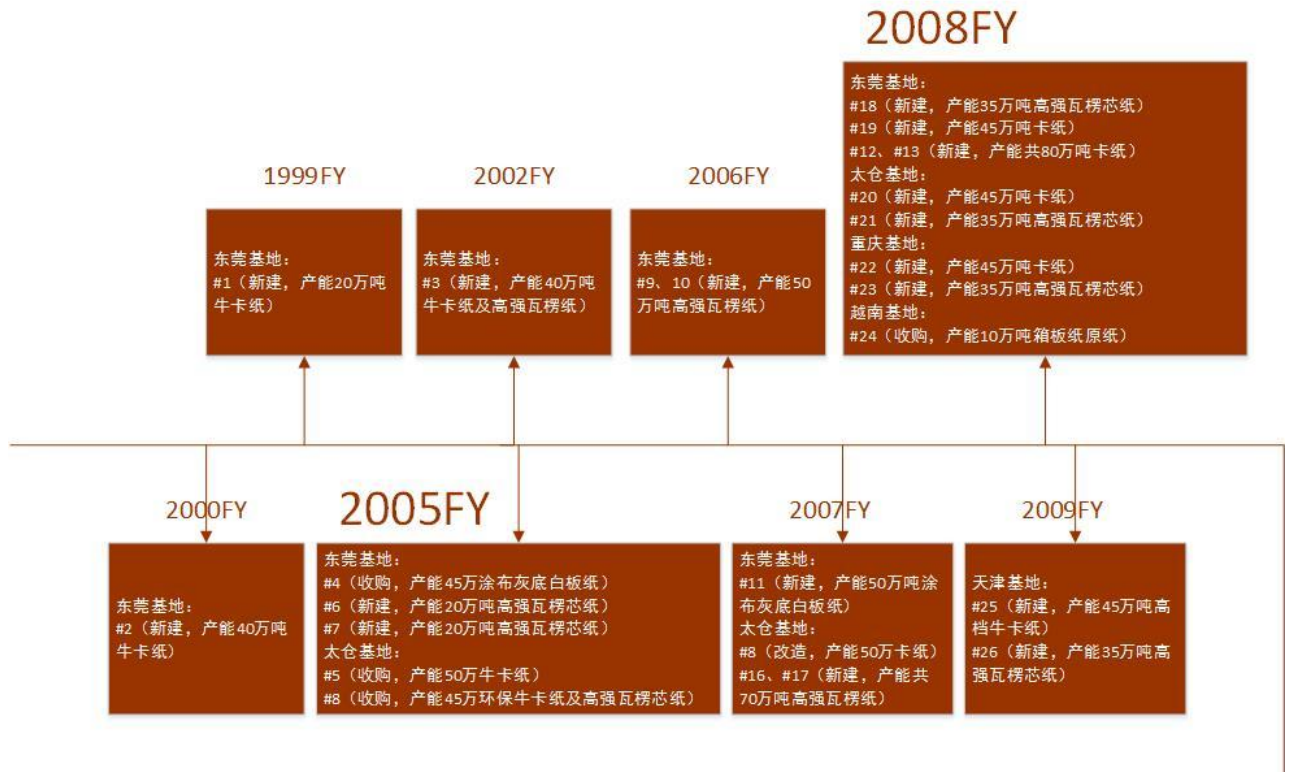 2008FY
东莞基地：
#18（新建，产能35万吨高强瓦楞芯纸）
#19（新建，产能45万吨卡纸）
#12、#13（新建，产能共80万吨卡纸）
太仓基地：
#20（新建，产能45万吨卡纸）
#21（新建，产能35万吨高强瓦楞芯纸）
重庆基地：
#22（新建，产能45万吨卡纸）
#23（新建，产能35万吨高强瓦楞芯纸）
越南基地：
#24（收购，产能10万吨箱板纸原纸）
1999FY
东莞基地：
#1（新建，产能20万吨
牛卡纸）
2002FY
东莞基地：
#3（新建，产能40万吨
牛卡纸及高强瓦楞纸）
2006FY
东莞基地：
#9、10（新建，产能50
万吨高强瓦楞纸）
2000FY
东莞基地：
#2（新建，产能40万吨
牛卡纸）
2005FY
东莞基地：
#4（收购，产能45万涂布灰底白板纸）
#6（新建，产能20万吨高强瓦楞芯纸）
#7（新建，产能20万吨高强瓦楞芯纸）
太仓基地：
#5（收购，产能50万牛卡纸）
#8（收购，产能45万环保牛卡纸及高强瓦楞芯纸）
2007FY
东莞基地：
#11（新建，产能50万吨涂
布灰底白板纸）
太仓基地：
#8（改造，产能50万卡纸）
#16、#17（新建，产能共
70万吨高强瓦楞纸）
2009FY
天津基地：
#25（新建，产能45万吨高
档牛卡纸）
#26（新建，产能35万吨高
强瓦楞芯纸）